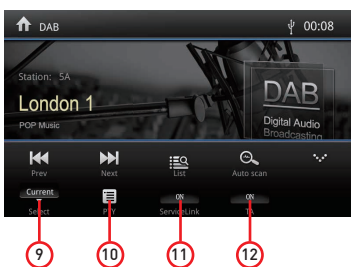 DAB 00:08
Station: 5A
London 1
POP Music
DAB
Digital Audio
Broadcasting
Prev Next List Auto scan
Current ON ON
Select PTY ServiceLink TA
9 10 11 12